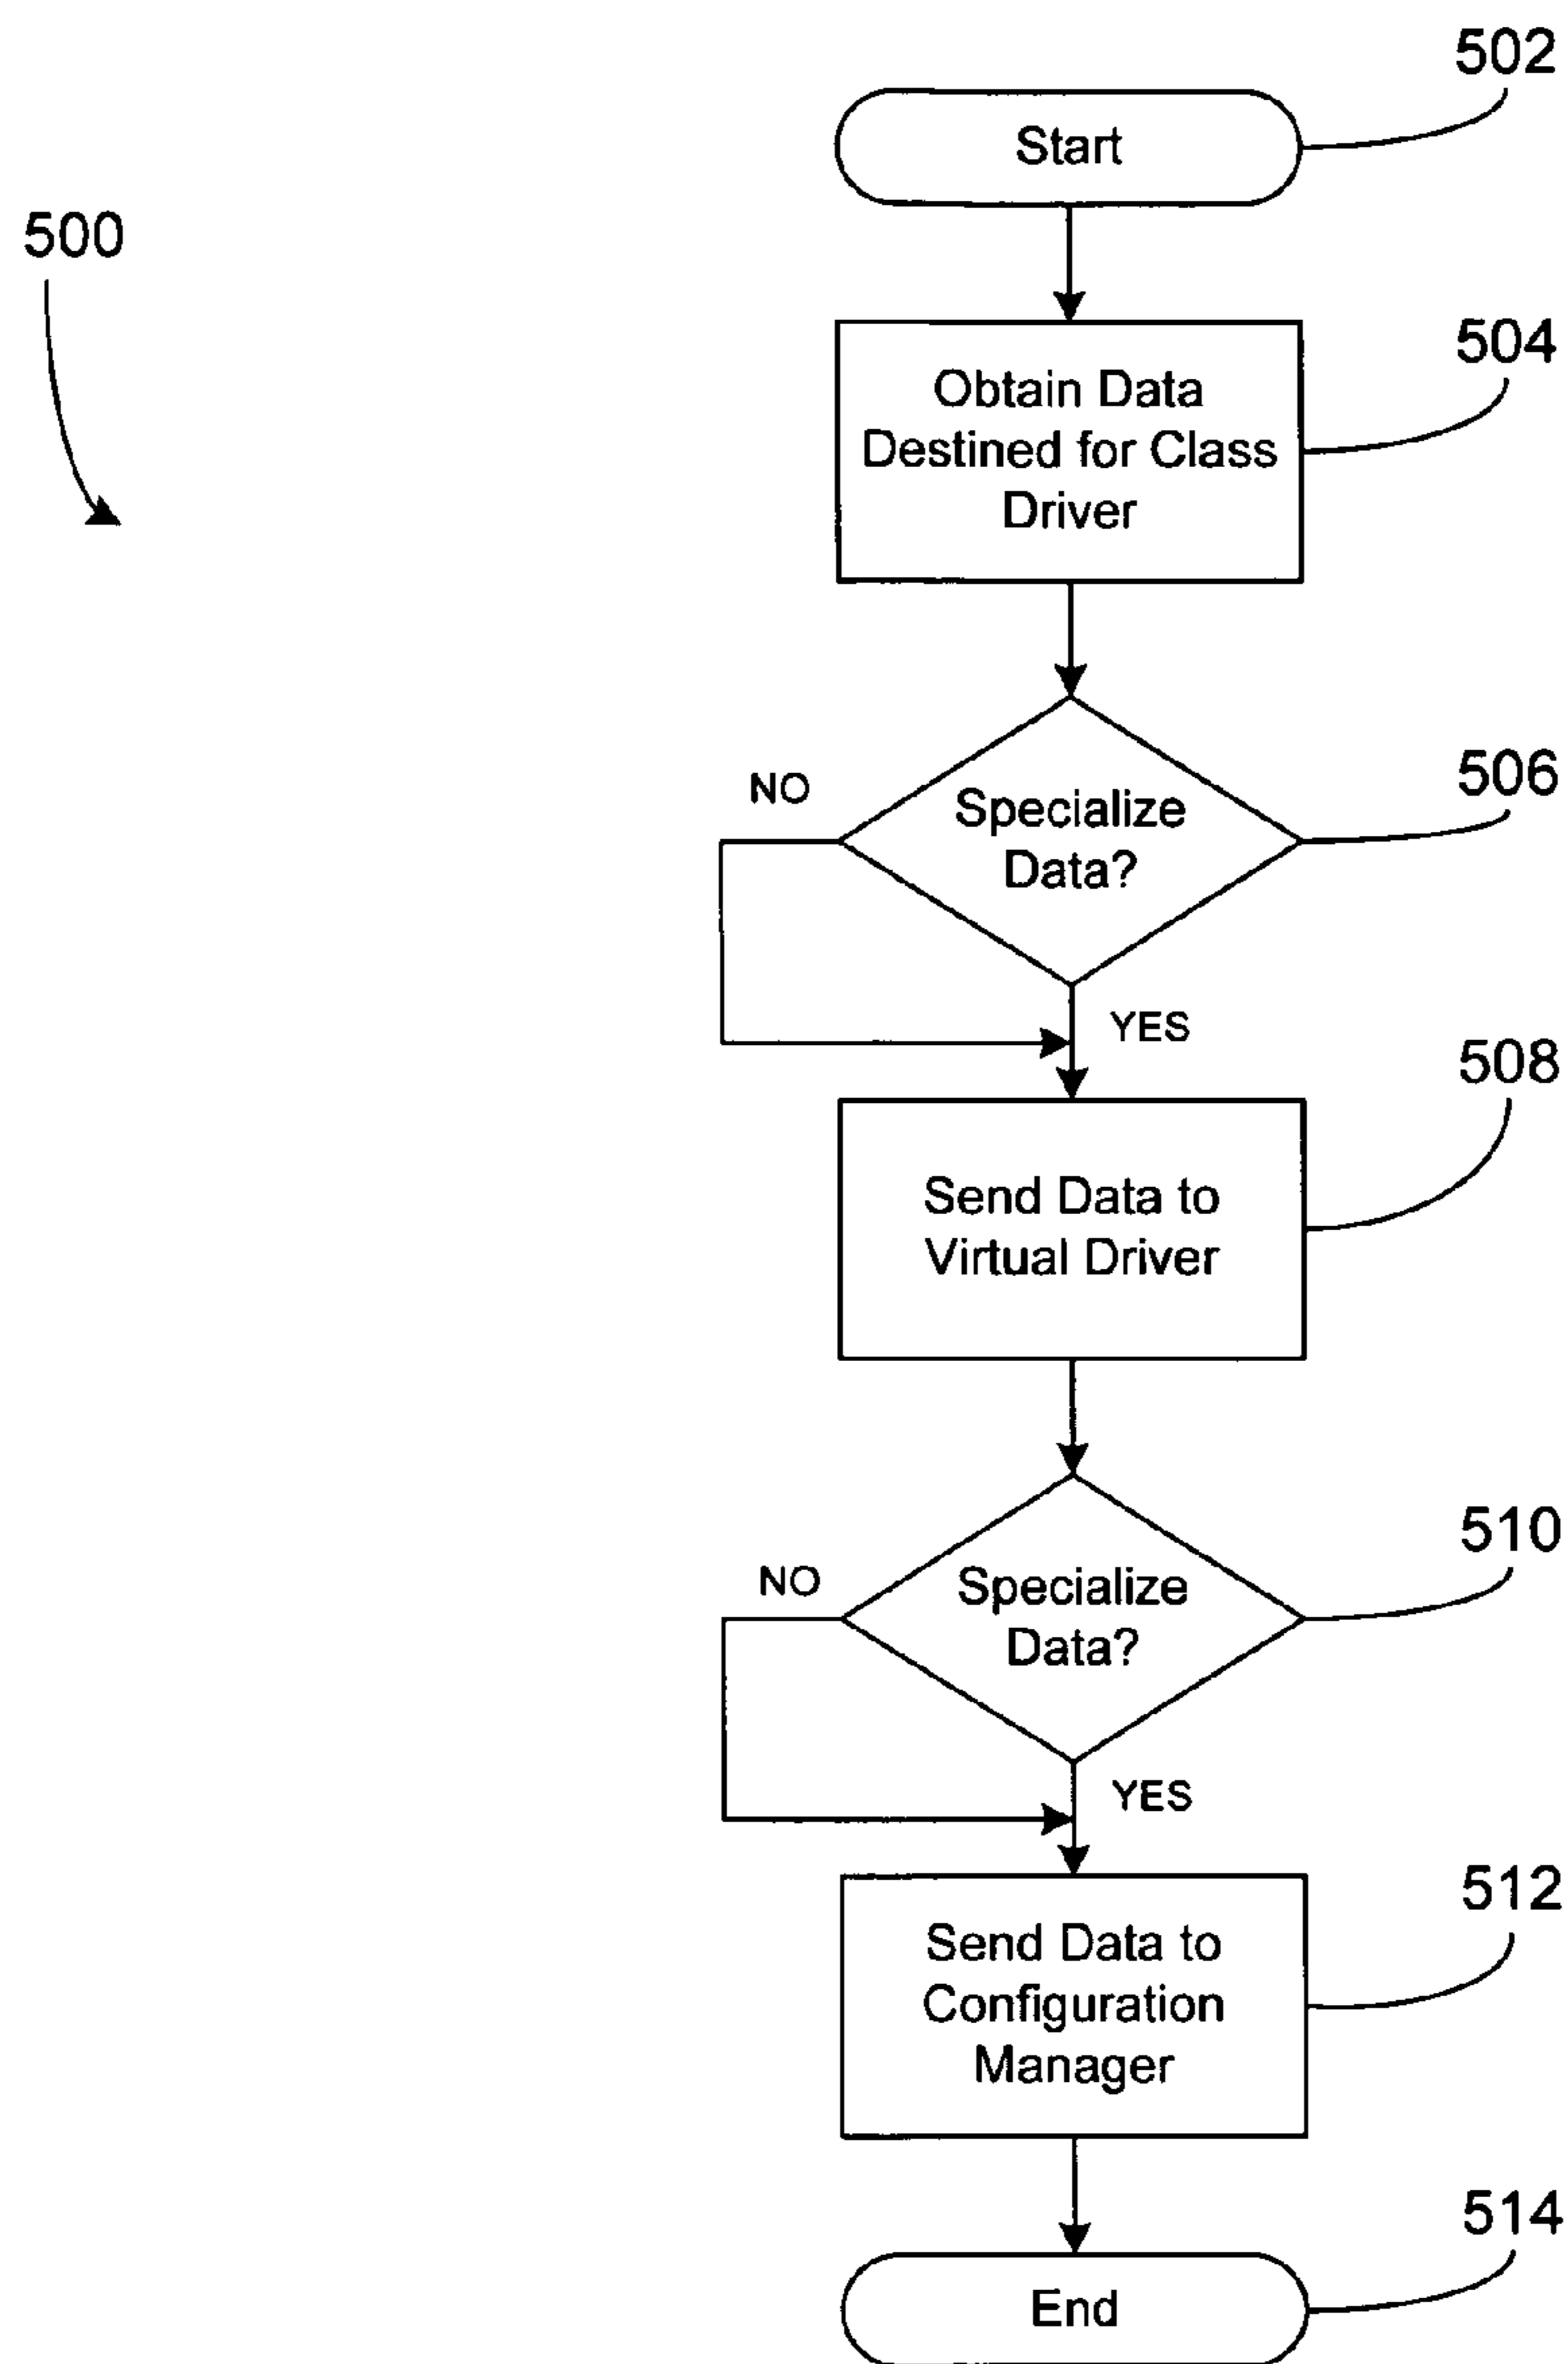 502
Start
500
504
Obtain Data
Destined for Class
Driver
506
NO
Specialize
Data?
YES
508
Send Data to
Virtual Driver
510
NO
Specialize
Data?
YES
512
Send Data to
Configuration
Manager
514
End